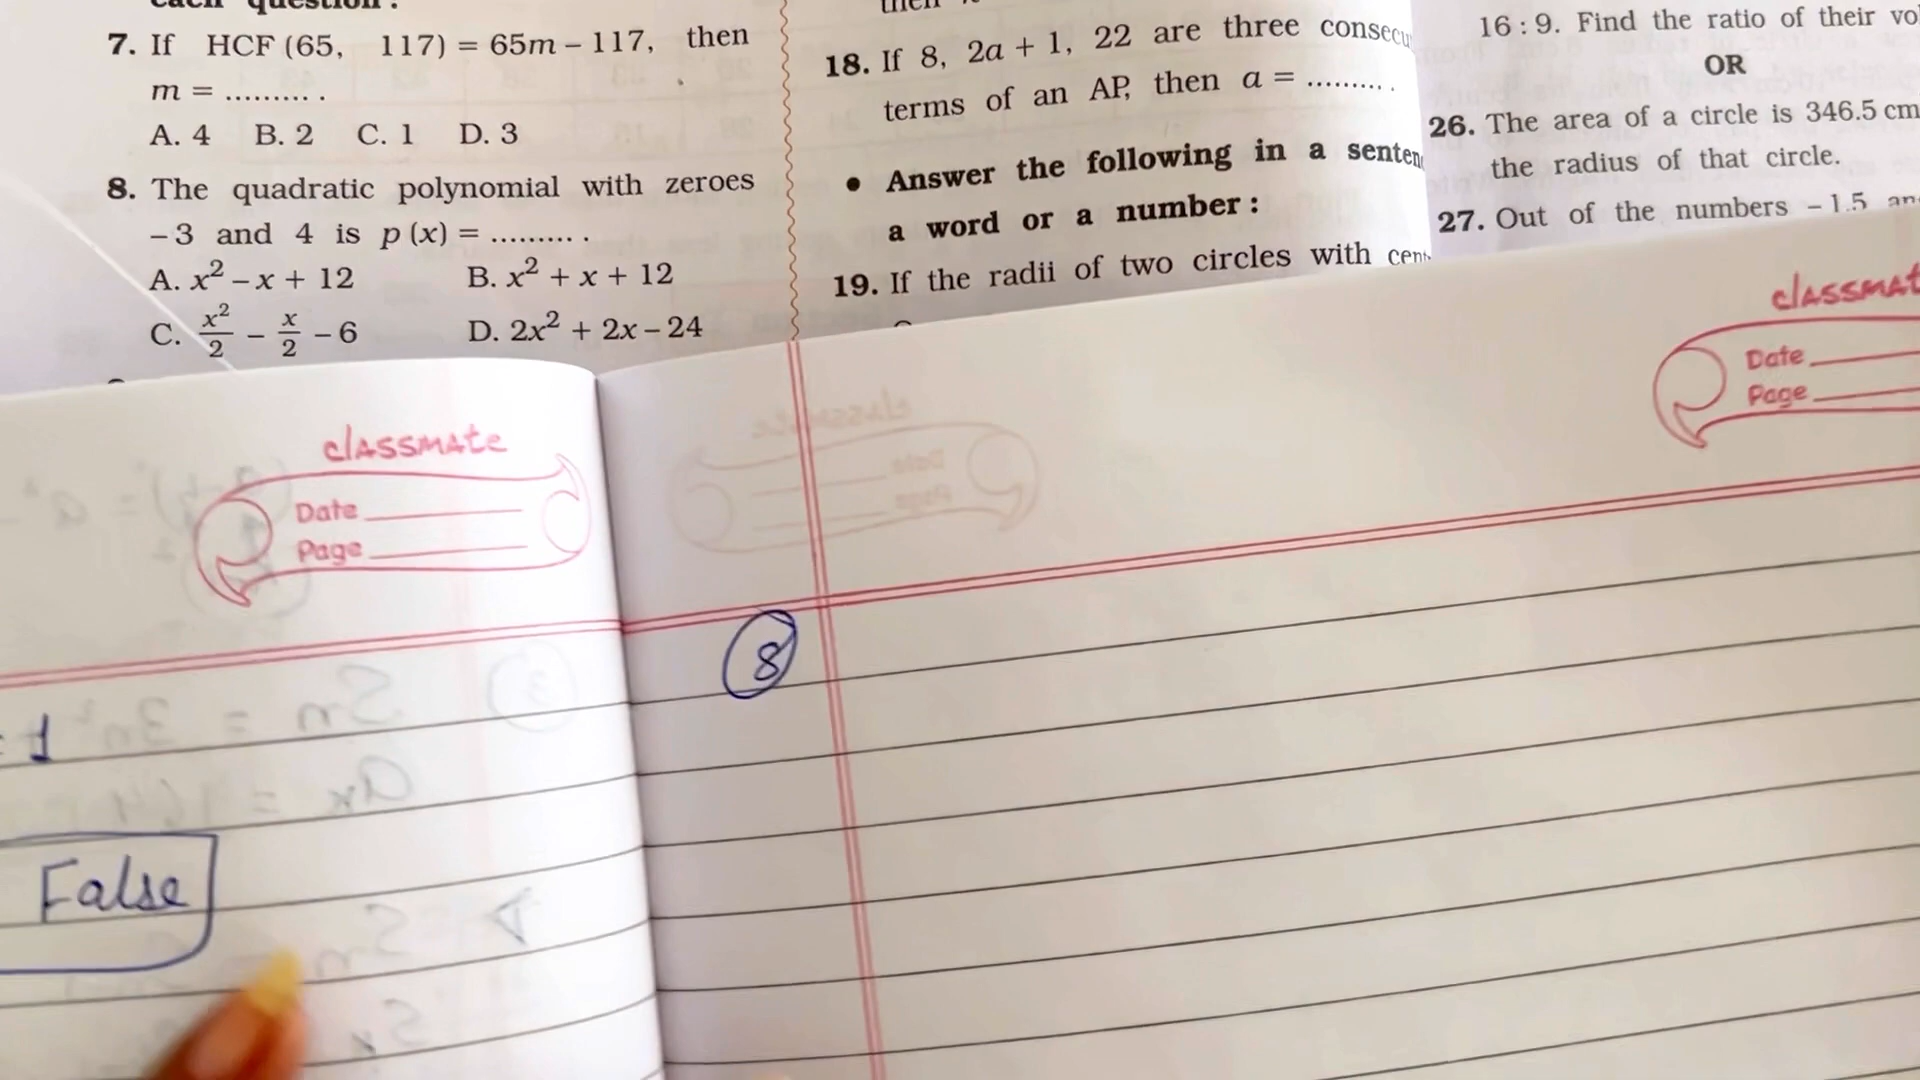 each question :
7. If HCF (65, 117) = 65m – 117, then
m = ......... .
A. 4 B. 2 C. 1 D. 3
8. The quadratic polynomial with zeroes
– 3 and 4 is p (x) = ......... .
A. x² – x + 12 B. x² + x + 12
C. x²/2 – x/2 – 6 D. 2x² + 2x – 24
then
18. If 8, 2a + 1, 22 are three consecu
terms of an AP, then a = ......... .
• Answer the following in a senten
a word or a number :
19. If the radii of two circles with cent
16 : 9. Find the ratio of their vo
OR
26. The area of a circle is 346.5 cm
the radius of that circle.
27. Out of the numbers – 1.5 an
classmate
Date
Page
False
classmat
Date
Page
8